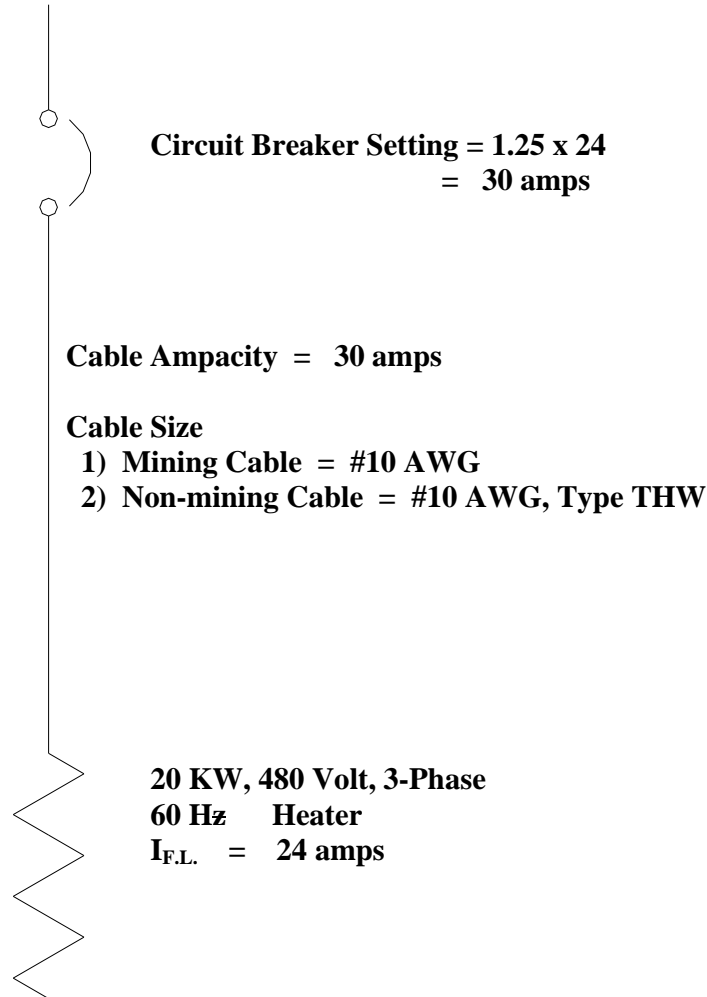 Circuit Breaker Setting = 1.25 x 24
= 30 amps
Cable Ampacity = 30 amps
Cable Size
1) Mining Cable = #10 AWG
2) Non-mining Cable = #10 AWG, Type THW
20 KW, 480 Volt, 3-Phase
60 Hz Heater
I_F.L. = 24 amps